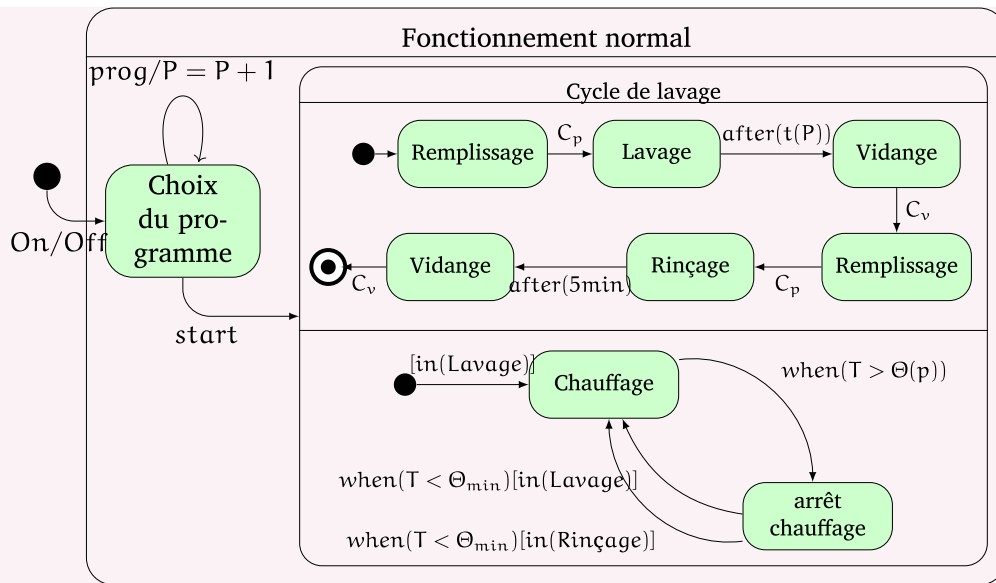 Fonctionnement normal
prog/P = P + 1
Cycle de lavage
Remplissage
C_p
Lavage
after(t(P))
Vidange
Choix
du pro-
gramme
On/Off
C_v
Vidange
C_v
after(5min)
Rinçage
C_p
Remplissage
start
[in(Lavage)]
Chauffage
when(T > Θ(p))
when(T < Θ_min)[in(Lavage)]
arrêt
chauffage
when(T < Θ_min)[in(Rinçage)]